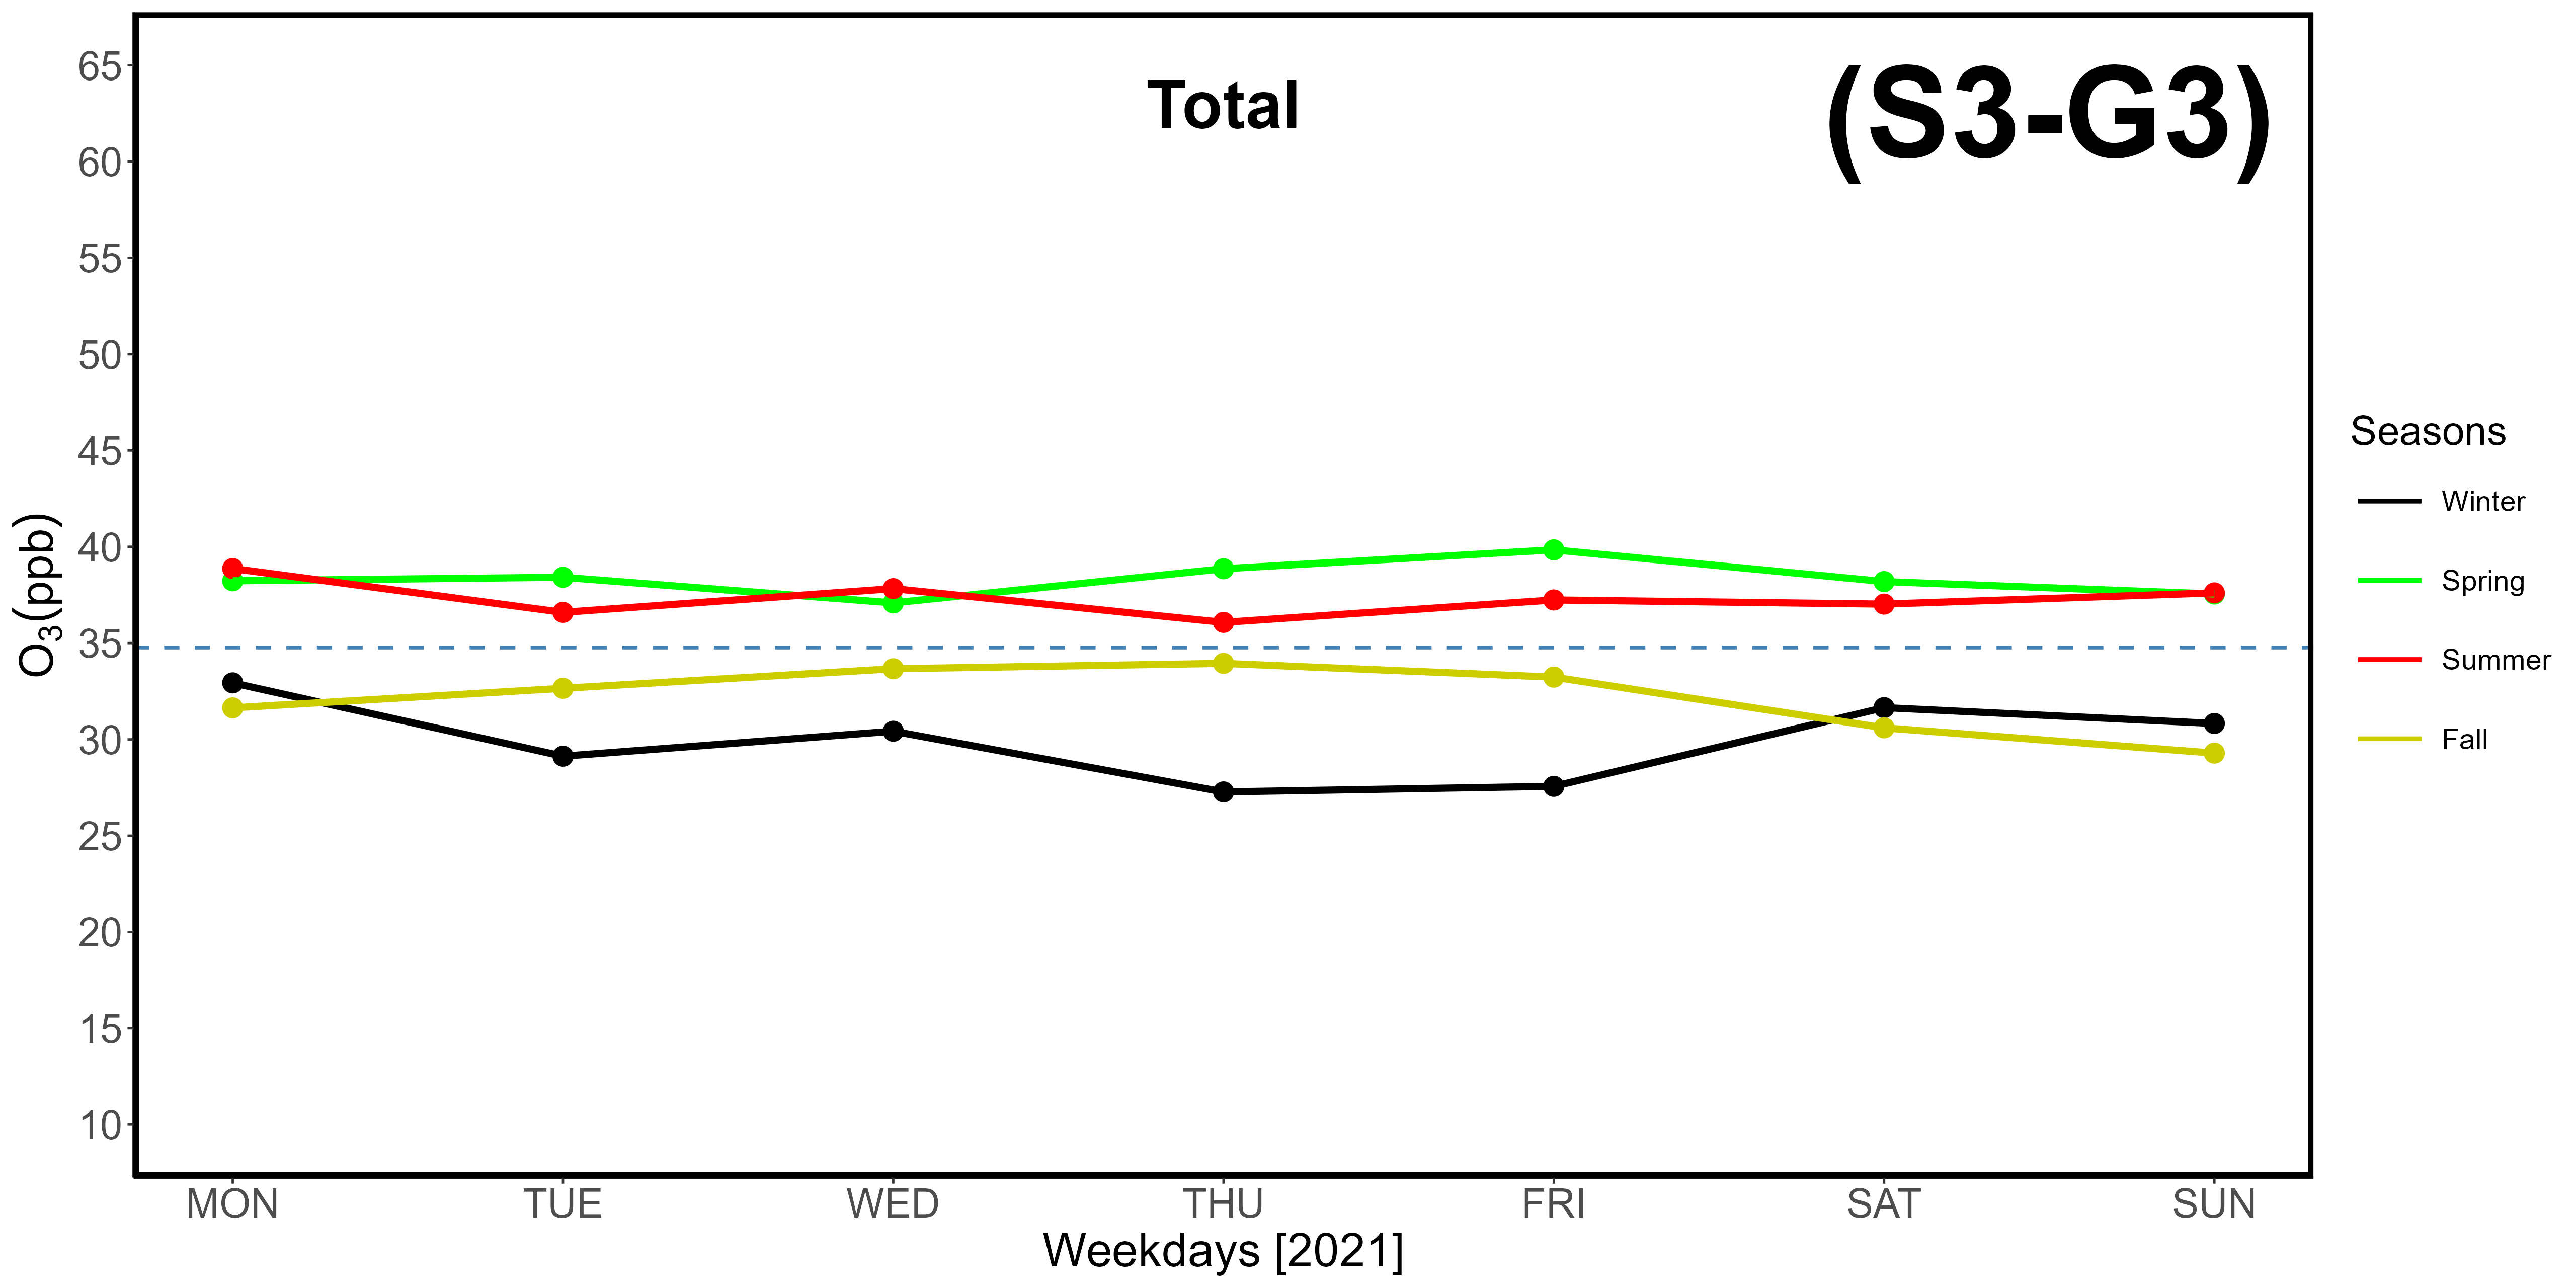 Total
(S3-G3)
65
60
55
50
45
40
35
30
25
20
15
10
O₃(ppb)
MON TUE WED THU FRI SAT SUN
Weekdays [2021]
Seasons
Winter
Spring
Summer
Fall